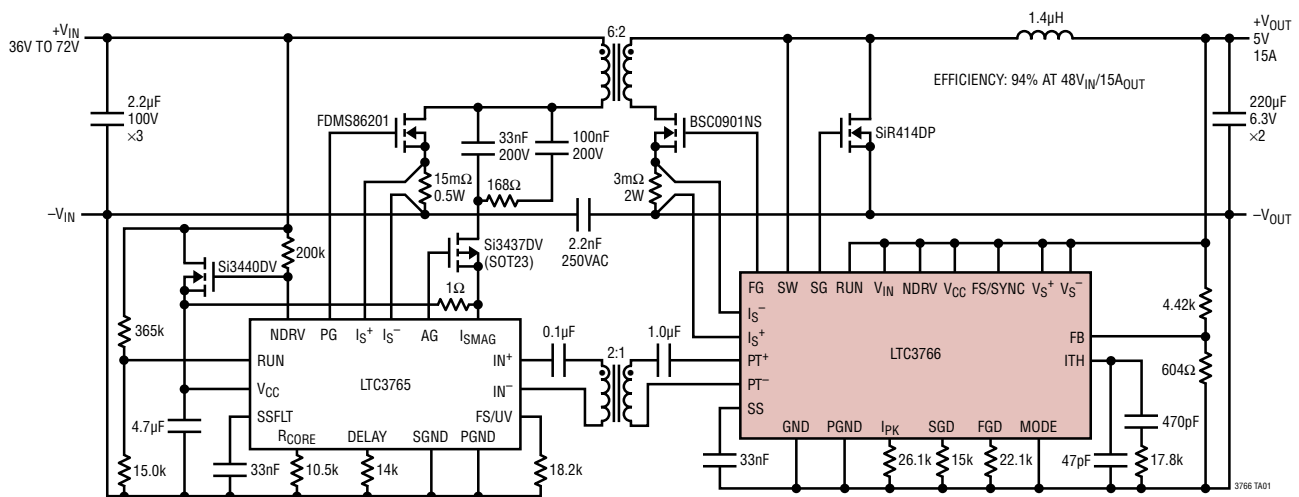 +VIN
36V TO 72V
2.2µF
100V
×3
FDMS86201
33nF
200V
100nF
200V
6:2
BSC0901NS
1.4µH
+VOUT
5V
15A
EFFICIENCY: 94% AT 48VIN/15AOUT
SiR414DP
220µF
6.3V
×2
15mΩ
0.5W
168Ω
3mΩ
2W
–VIN
–VOUT
2.2nF
250VAC
200k
Si3440DV
Si3437DV
(SOT23)
1Ω
365k
NDRV PG IS+ IS– AG ISMAG
RUN
VCC
SSFLT
LTC3765
IN+
IN–
FS/UV
RCORE DELAY SGND PGND
4.7µF
15.0k
33nF
10.5k
14k
18.2k
0.1µF
2:1
1.0µF
FG SW SG RUN VIN NDRV VCC FS/SYNC VS+ VS–
IS–
IS+
PT+
PT–
SS
LTC3766
FB
ITH
GND PGND IPK SGD FGD MODE
4.42k
604Ω
33nF
26.1k
15k
22.1k
47pF
470pF
17.8k
3766 TA01